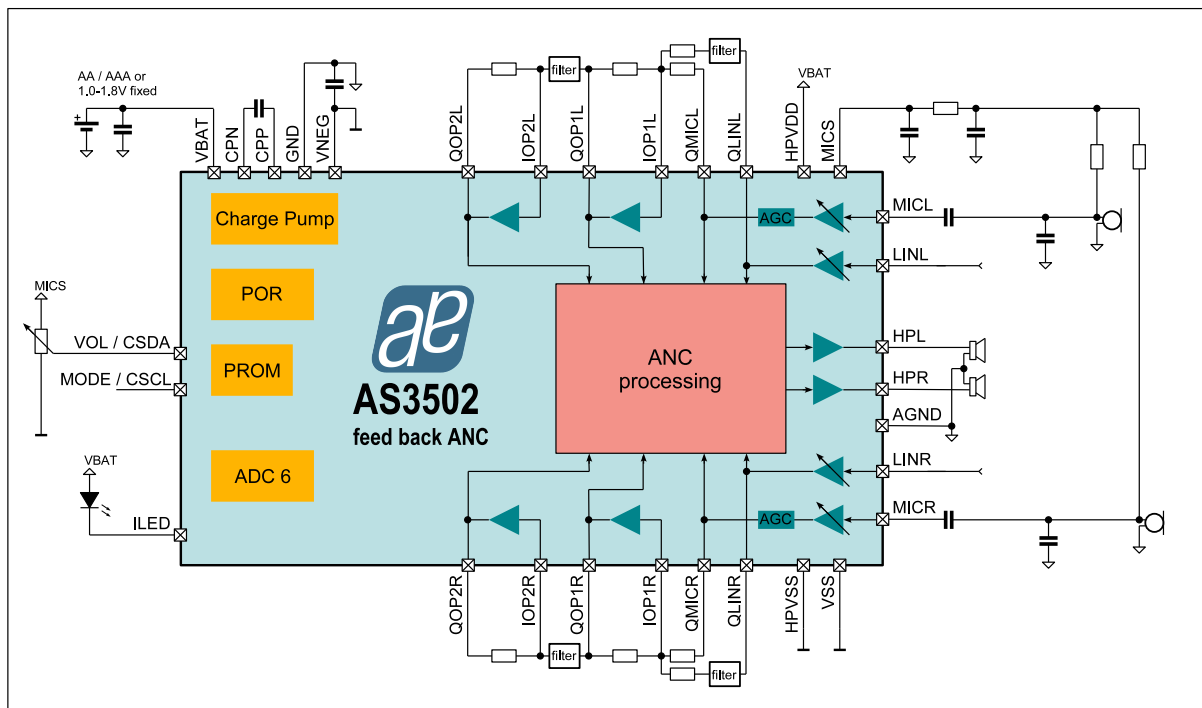 filter
filter
AA / AAA or
1.0-1.8V fixed
VBAT
+
VBAT
CPN
CPP
GND
VNEG
QOP2L
IOP2L
QOP1L
IOP1L
QMICL
QLINL
HPVDD
MICS
Charge Pump
AGC
MICL
LINL
POR
MICS
VOL / CSDA
PROM
MODE / CSCL
ae
AS3502
feed back ANC
ANC
processing
HPL
HPR
AGND
VBAT
ADC 6
LINR
ILED
AGC
MICR
QOP2R
IOP2R
QOP1R
IOP1R
QMICR
QLINR
HPVSS
VSS
filter
filter